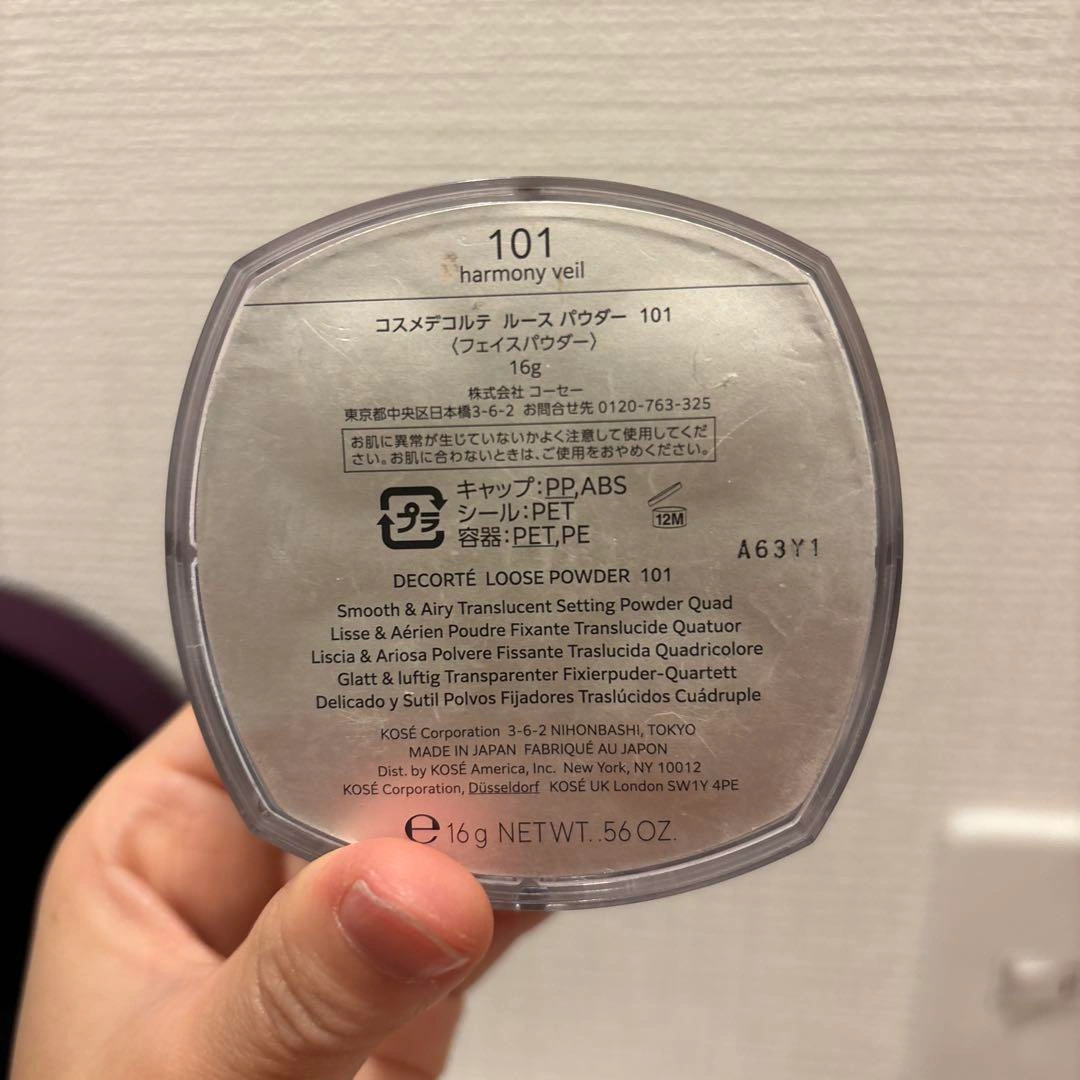 101
harmony veil
コスメデコルテ ルース パウダー 101
〈フェイスパウダー〉
16g
株式会社 コーセー
東京都中央区日本橋3-6-2 お問合せ先 0120-763-325
お肌に異常が生じていないかよく注意して使用してくだ
さい。お肌に合わないときは、ご使用をおやめください。
プラ
キャップ:PP,ABS
シール:PET
容器:PET,PE
12M
A63Y1
DECORTÉ LOOSE POWDER 101
Smooth & Airy Translucent Setting Powder Quad
Lisse & Aérien Poudre Fixante Translucide Quatuor
Liscia & Ariosa Polvere Fissante Traslucida Quadricolore
Glatt & luftig Transparenter Fixierpuder-Quartett
Delicado y Sutil Polvos Fijadores Traslúcidos Cuádruple
KOSÉ Corporation 3-6-2 NIHONBASHI, TOKYO
MADE IN JAPAN FABRIQUÉ AU JAPON
Dist. by KOSÉ America, Inc. New York, NY 10012
KOSÉ Corporation, Düsseldorf KOSÉ UK London SW1Y 4PE
e 16 g NET WT. .56 OZ.